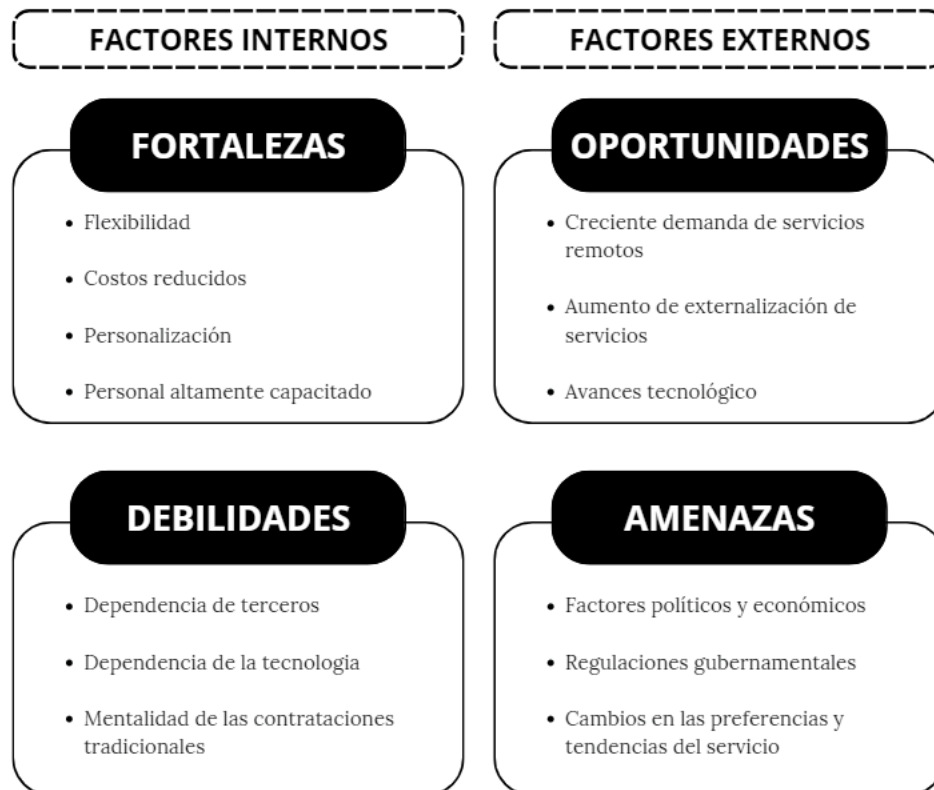 FACTORES INTERNOS
FACTORES EXTERNOS
FORTALEZAS
• Flexibilidad
• Costos reducidos
• Personalización
• Personal altamente capacitado
OPORTUNIDADES
• Creciente demanda de servicios
remotos
• Aumento de externalización de
servicios
• Avances tecnológico
DEBILIDADES
• Dependencia de terceros
• Dependencia de la tecnologia
• Mentalidad de las contrataciones
tradicionales
AMENAZAS
• Factores políticos y económicos
• Regulaciones gubernamentales
• Cambios en las preferencias y
tendencias del servicio